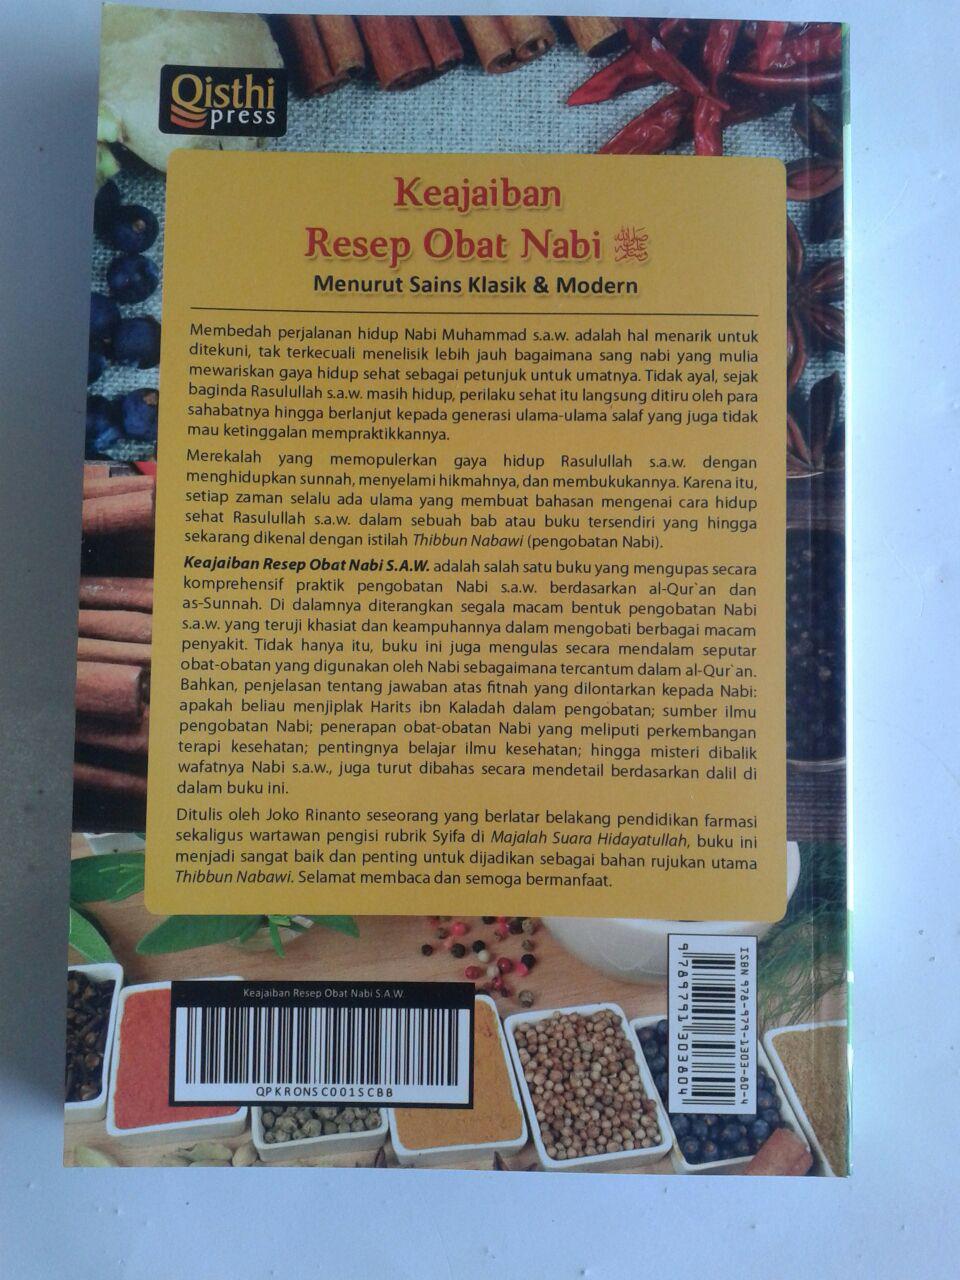 Qisthi
press
Keajaiban
Resep Obat Nabi ﷺ
Menurut Sains Klasik & Modern
Membedah perjalanan hidup Nabi Muhammad s.a.w. adalah hal menarik untuk
ditekuni, tak terkecuali menelisik lebih jauh bagaimana sang nabi yang mulia
mewariskan gaya hidup sehat sebagai petunjuk untuk umatnya. Tidak ayal, sejak
baginda Rasulullah s.a.w. masih hidup, perilaku sehat itu langsung ditiru oleh para
sahabatnya hingga berlanjut kepada generasi ulama-ulama salaf yang juga tidak
mau ketinggalan mempraktikkannya.
Merekalah yang memopulerkan gaya hidup Rasulullah s.a.w. dengan
menghidupkan sunnah, menyelami hikmahnya, dan membukukannya. Karena itu,
setiap zaman selalu ada ulama yang membuat bahasan mengenai cara hidup
sehat Rasulullah s.a.w. dalam sebuah bab atau buku tersendiri yang hingga
sekarang dikenal dengan istilah Thibbun Nabawi (pengobatan Nabi).
Keajaiban Resep Obat Nabi S.A.W. adalah salah satu buku yang mengupas secara
komprehensif praktik pengobatan Nabi s.a.w. berdasarkan al-Qur`an dan
as-Sunnah. Di dalamnya diterangkan segala macam bentuk pengobatan Nabi
s.a.w. yang teruji khasiat dan keampuhannya dalam mengobati berbagai macam
penyakit. Tidak hanya itu, buku ini juga mengulas secara mendalam seputar
obat-obatan yang digunakan oleh Nabi sebagaimana tercantum dalam al-Qur`an.
Bahkan, penjelasan tentang jawaban atas fitnah yang dilontarkan kepada Nabi:
apakah beliau menjiplak Harits ibn Kaladah dalam pengobatan; sumber ilmu
pengobatan Nabi; penerapan obat-obatan Nabi yang meliputi perkembangan
terapi kesehatan; pentingnya belajar ilmu kesehatan; hingga misteri dibalik
wafatnya Nabi s.a.w., juga turut dibahas secara mendetail berdasarkan dalil di
dalam buku ini.
Ditulis oleh Joko Rinanto seseorang yang berlatar belakang pendidikan farmasi
sekaligus wartawan pengisi rubrik Syifa di Majalah Suara Hidayatullah, buku ini
menjadi sangat baik dan penting untuk dijadikan sebagai bahan rujukan utama
Thibbun Nabawi. Selamat membaca dan semoga bermanfaat.
ISBN 978-979-1303-80-4
9 789791 303804
Keajaiban Resep Obat Nabi S.A.W.
QPKRONSC001SCBB